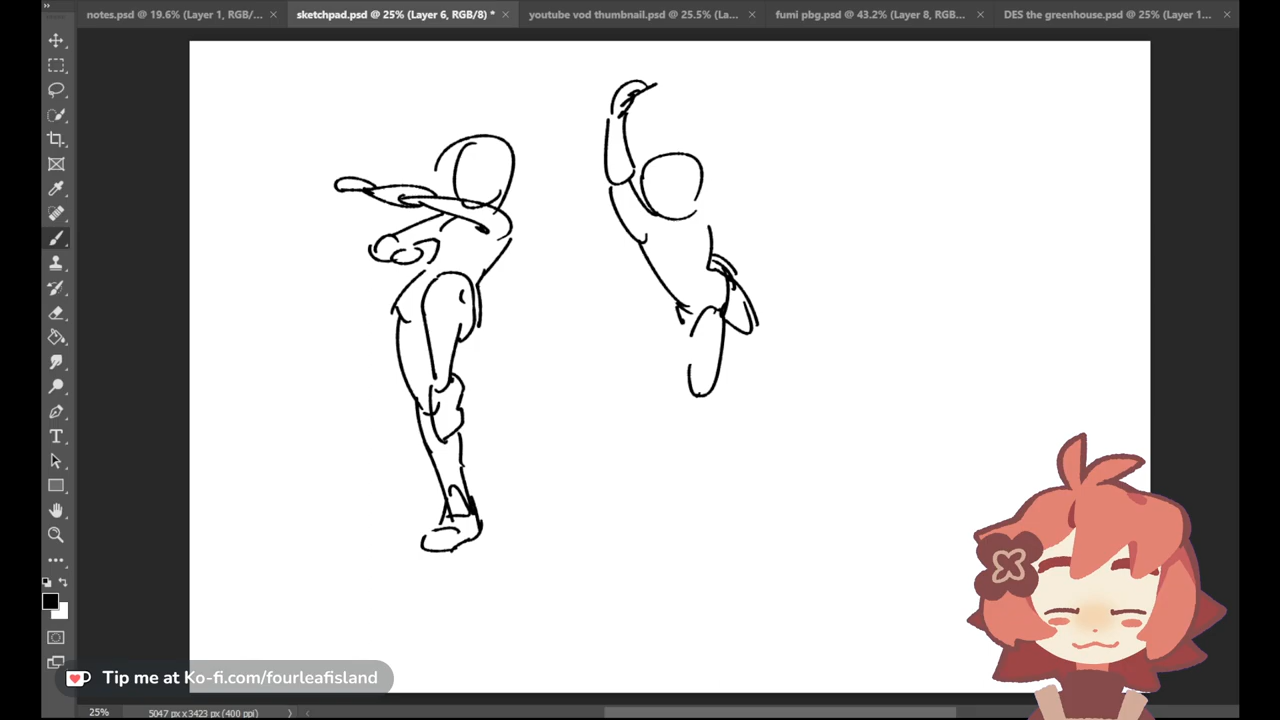 notes.psd @ 19.6% (Layer 1, RGB/...
sketchpad.psd @ 25% (Layer 6, RGB/8) *
youtube vod thumbnail.psd @ 25.5% (La...
fumi pbg.psd @ 43.2% (Layer 8, RGB...
DES the greenhouse.psd @ 25% (Layer 1...
Tip me at Ko-fi.com/fourleafisland
25%
5047 px x 3423 px (400 ppi)